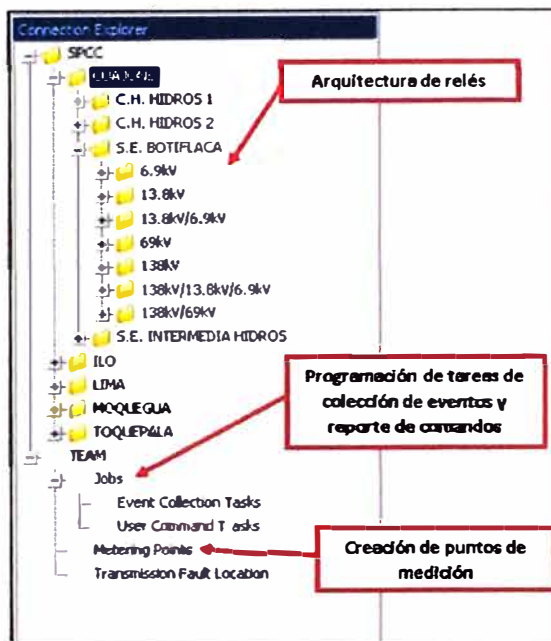 Connection Explorer
SPCC
CUAJONE
C.H. HIDROS 1
C.H. HIDROS 2
S.E. BOTIFLACA
6.9kV
13.8kV
13.8kV/6.9kV
69kV
138kV
138kV/13.8kV/6.9kV
138kV/69kV
S.E. INTERMEDIA HIDROS
ILO
LIMA
MOQUEGUA
TOQUEPALA
TEAM
Jobs
Event Collection Tasks
User Command Tasks
Metering Points
Transmission Fault Location
Arquitectura de relés
Programación de tareas de
colección de eventos y
reporte de comandos
Creación de puntos de
medición